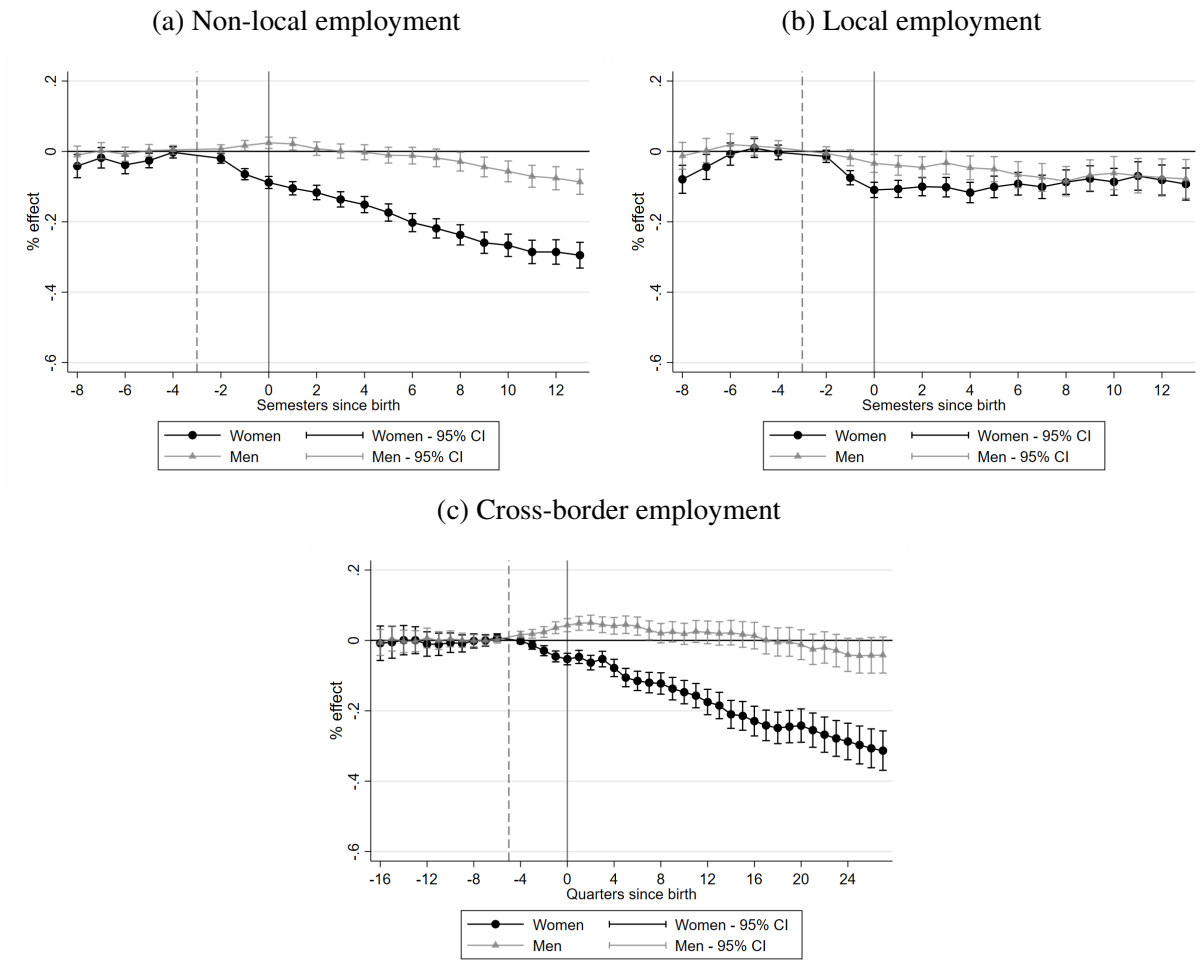 (a) Non-local employment
.2
0
-.2
-.4
-.6
% effect
-8 -6 -4 -2 0 2 4 6 8 10 12
Semesters since birth
Women Women - 95% CI
Men Men - 95% CI
(b) Local employment
.2
0
-.2
-.4
-.6
% effect
-8 -6 -4 -2 0 2 4 6 8 10 12
Semesters since birth
Women Women - 95% CI
Men Men - 95% CI
(c) Cross-border employment
.2
0
-.2
-.4
-.6
% effect
-16 -12 -8 -4 0 4 8 12 16 20 24
Quarters since birth
Women Women - 95% CI
Men Men - 95% CI